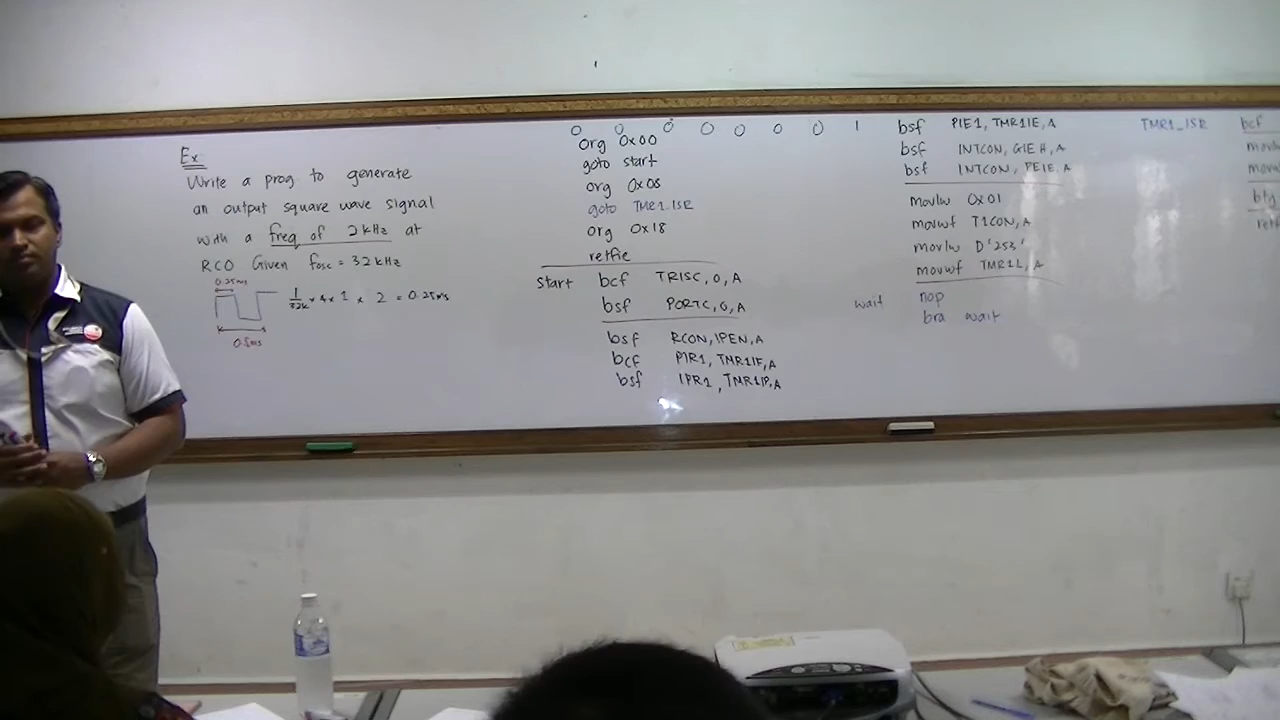 Ex
Write a prog to generate
an output square wave signal
with a freq of 2kHz at
RC0 Given fosc = 32kHz
0.25ms
1/32k x 4 x 1 x 2 = 0.25ms
0.5ms
0 0 0 0 0 0 0 1
org 0x00
goto start
org 0x08
goto TMR1_ISR
org 0x18
retfie
start bcf TRISC, 0, A
bsf PORTC, 0, A
bsf RCON, IPEN, A
bcf PIR1, TMR1IF, A
bsf IPR1, TMR1IP, A
bsf PIE1, TMR1IE, A
bsf INTCON, GIEH, A
bsf INTCON, PEIE, A
movlw 0x01
movwf T1CON, A
movlw D'253'
movwf TMR1L, A
wait nop
bra wait
TMR1_ISR bcf